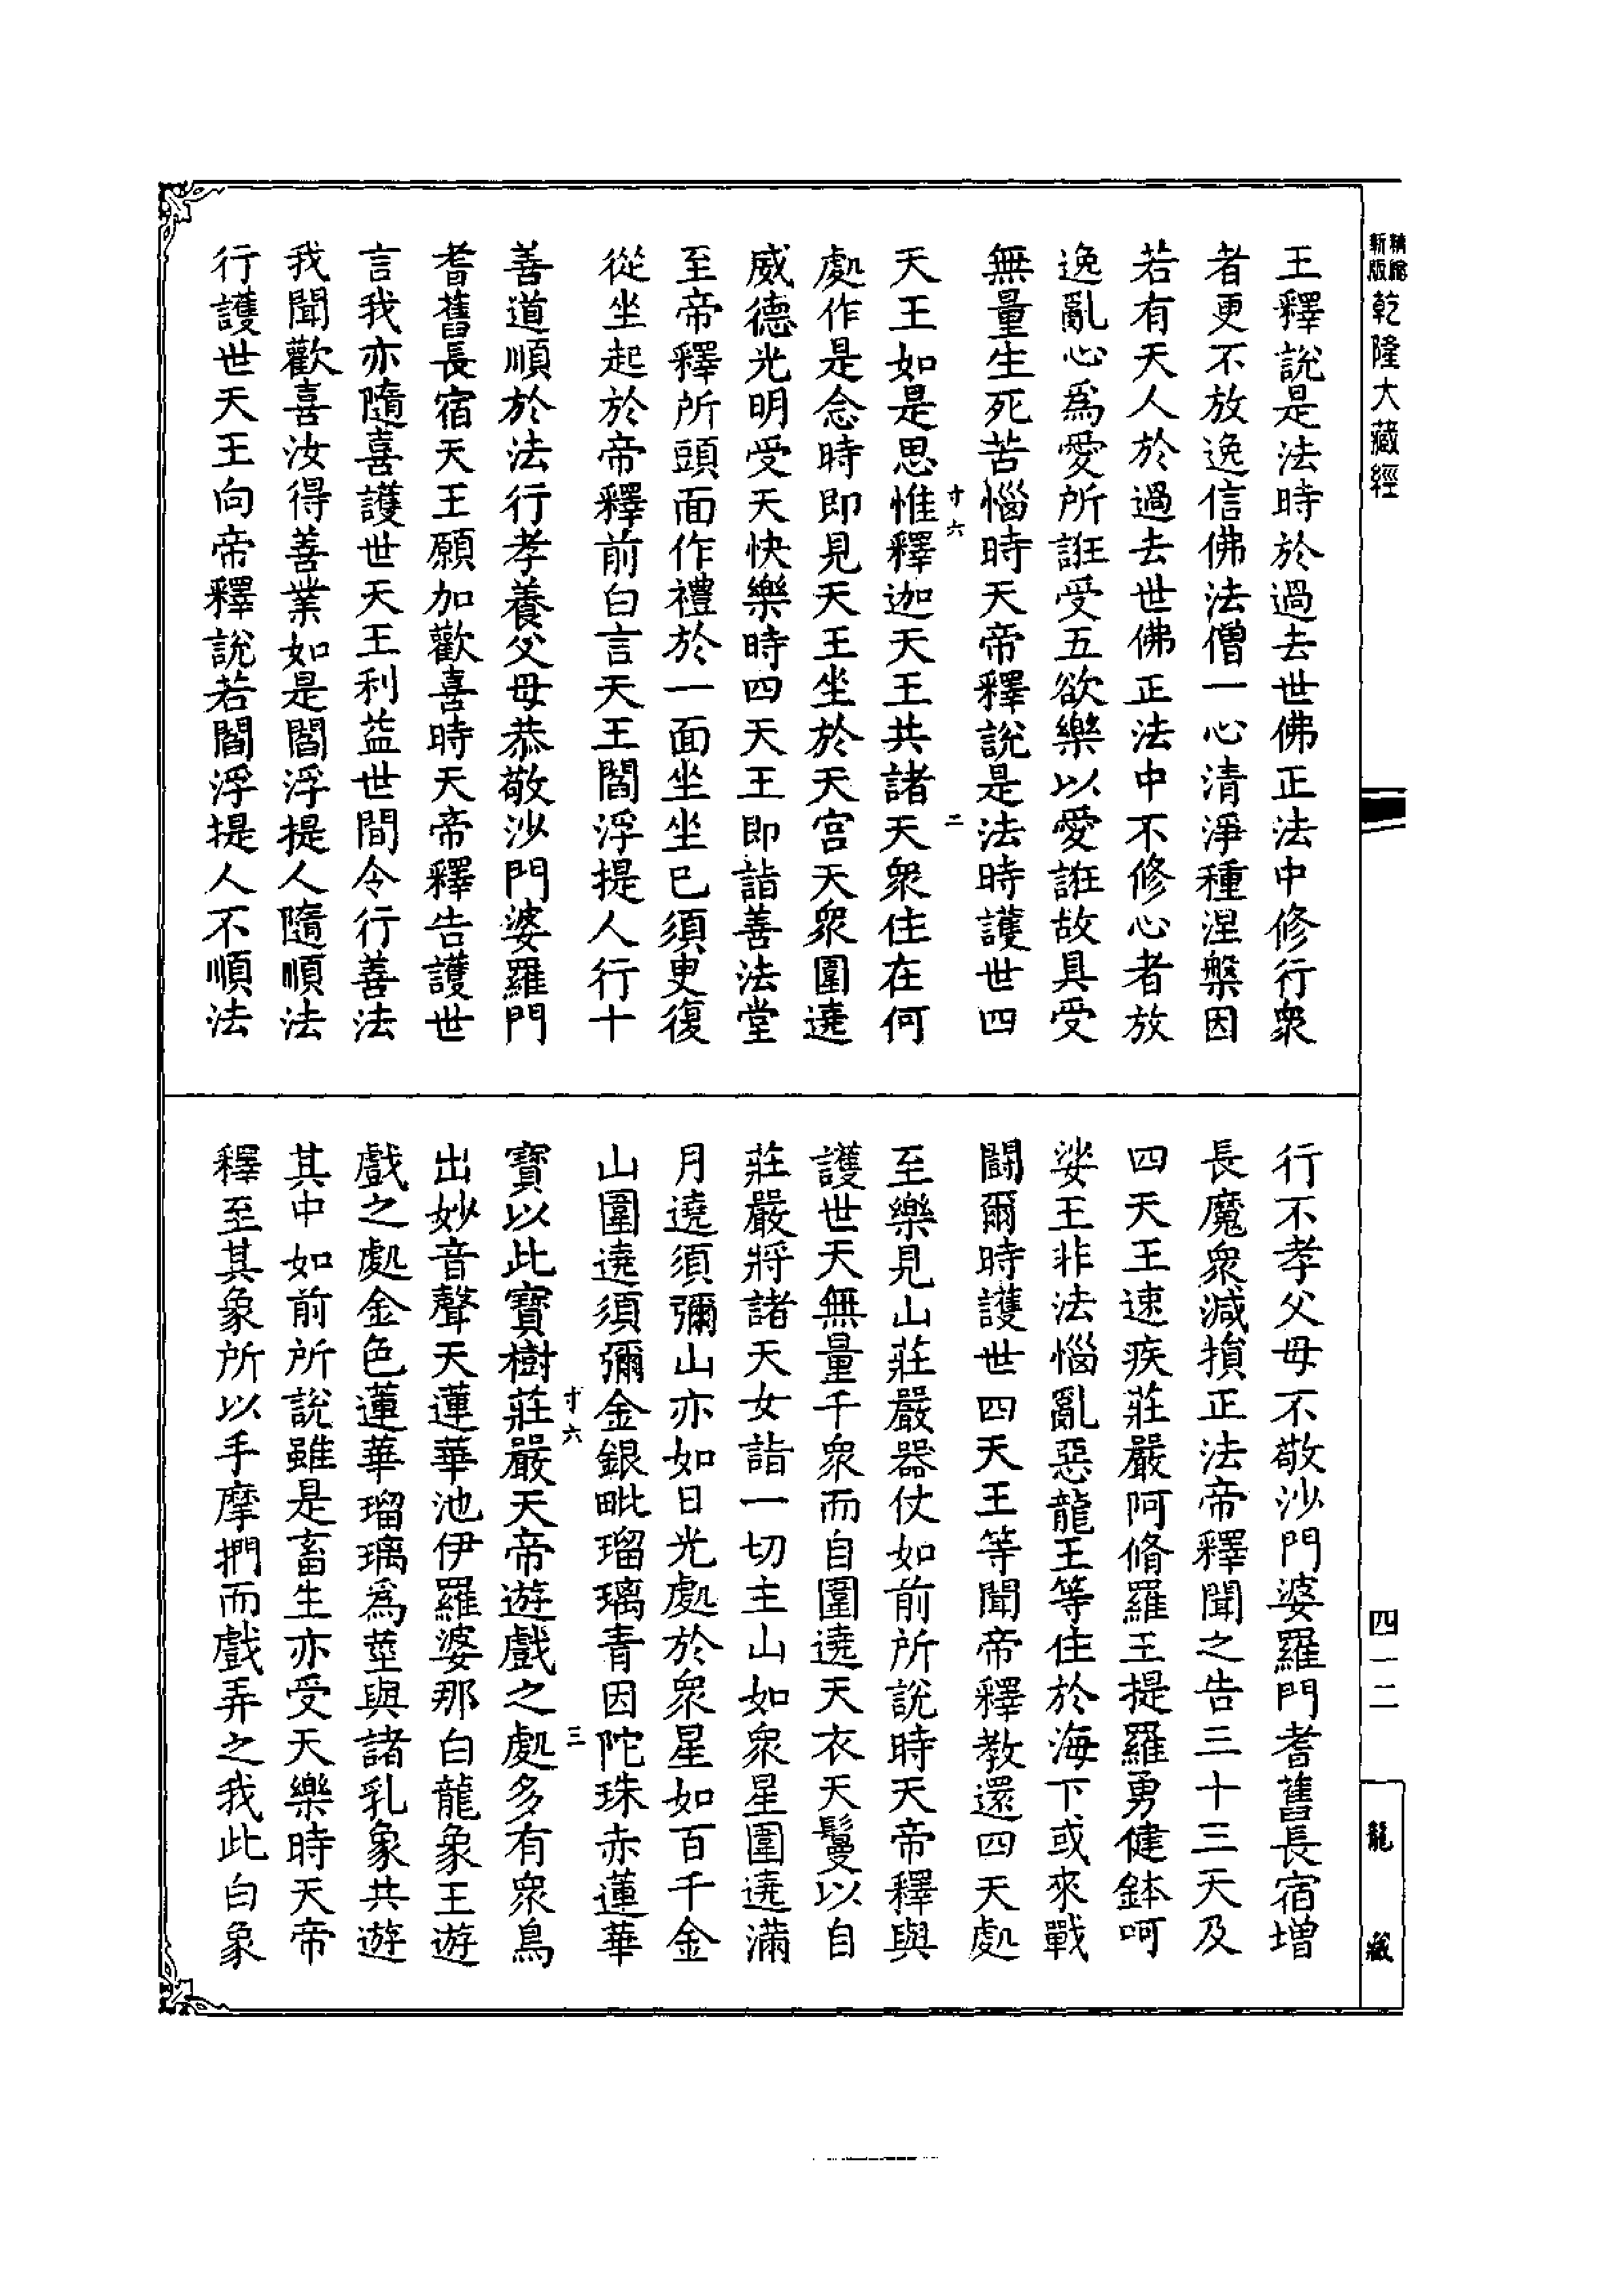 精縮新版乾隆大藏經
王釋說是法時於過去世佛正法中修行衆
者更不放逸信佛法僧一心清淨種涅槃因
若有天人於過去世佛正法中不修心者放
逸亂心爲愛所誑受五欲樂以愛誑故具受
無量生死苦惱時天帝釋說是法時護世四
寸六 二
天王如是思惟釋迦天王共諸天衆住在何
處作是念時即見天王坐於天宮天衆圍遶
威德光明受天快樂時四天王即詣善法堂
至帝釋所頭面作禮於一面坐坐已須臾復
從坐起於帝釋前白言天王閻浮提人行十
善道順於法行孝養父母恭敬沙門婆羅門
耆舊長宿天王願加歡喜時天帝釋告護世
言我亦隨喜護世天王利益世間令行善法
我聞歡喜汝得善業如是閻浮提人隨順法
行護世天王向帝釋說若閻浮提人不順法
行不孝父母不敬沙門婆羅門耆舊長宿增
長魔衆減損正法帝釋聞之告三十三天及
四天王速疾莊嚴阿脩羅王提羅勇健鉢呵
娑王非法惱亂惡龍王等住於海下或來戰
鬬爾時護世四天王等聞帝釋教還四天處
至樂見山莊嚴器仗如前所說時天帝釋與
護世天無量千衆而自圍遶天衣天鬘以自
莊嚴將諸天女詣一切主山如衆星圍遶滿
月遶須彌山亦如日光處於衆星如百千金
山圍遶須彌金銀毗瑠璃青因陀珠赤蓮華
寸六 三
寶以此寶樹莊嚴天帝遊戲之處多有衆鳥
出妙音聲天蓮華池伊羅婆那白龍象王遊
戲之處金色蓮華瑠璃爲莖與諸乳象共遊
其中如前所說雖是畜生亦受天樂時天帝
釋至其象所以手摩捫而戲弄之我此白象
四一二
龍藏